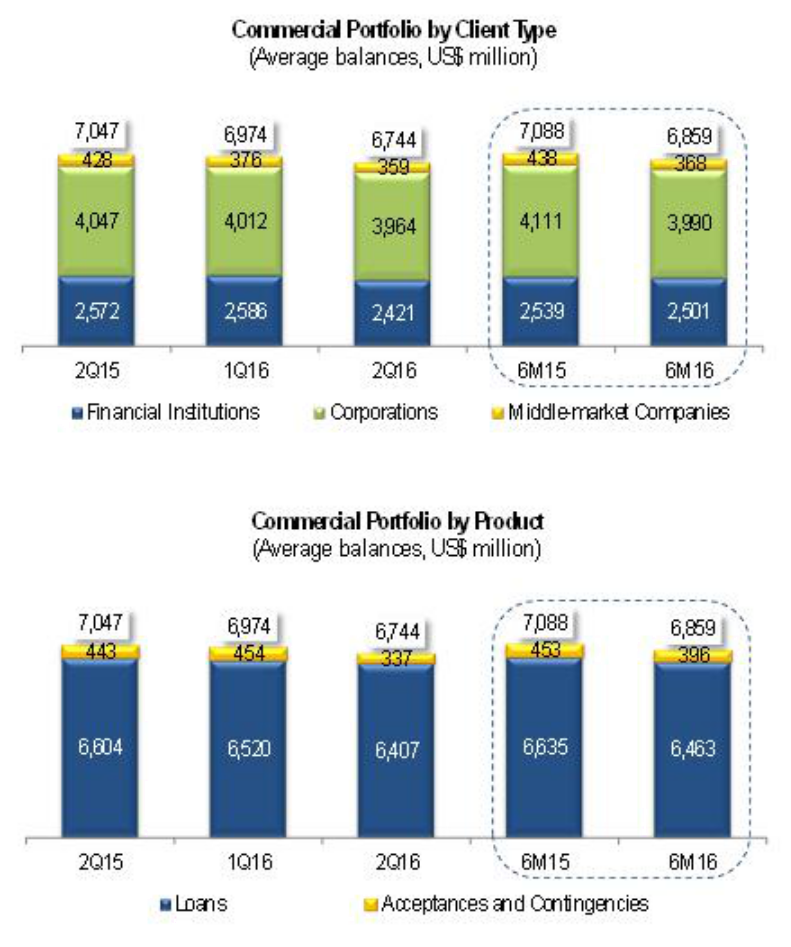 Commercial Portfolio by Client Type
(Average balances, US$ million)
7,047 6,974 6,744 7,088 6,859
428 376 359 438 368
4,047 4,012 3,964 4,111 3,990
2,572 2,586 2,421 2,539 2,501
2Q15 1Q16 2Q16 6M15 6M16
Financial Institutions Corporations Middle-market Companies
Commercial Portfolio by Product
(Average balances, US$ million)
7,047 6,974 6,744 7,088 6,859
443 454 337 453 396
6,604 6,520 6,407 6,635 6,463
2Q15 1Q16 2Q16 6M15 6M16
Loans Acceptances and Contingencies